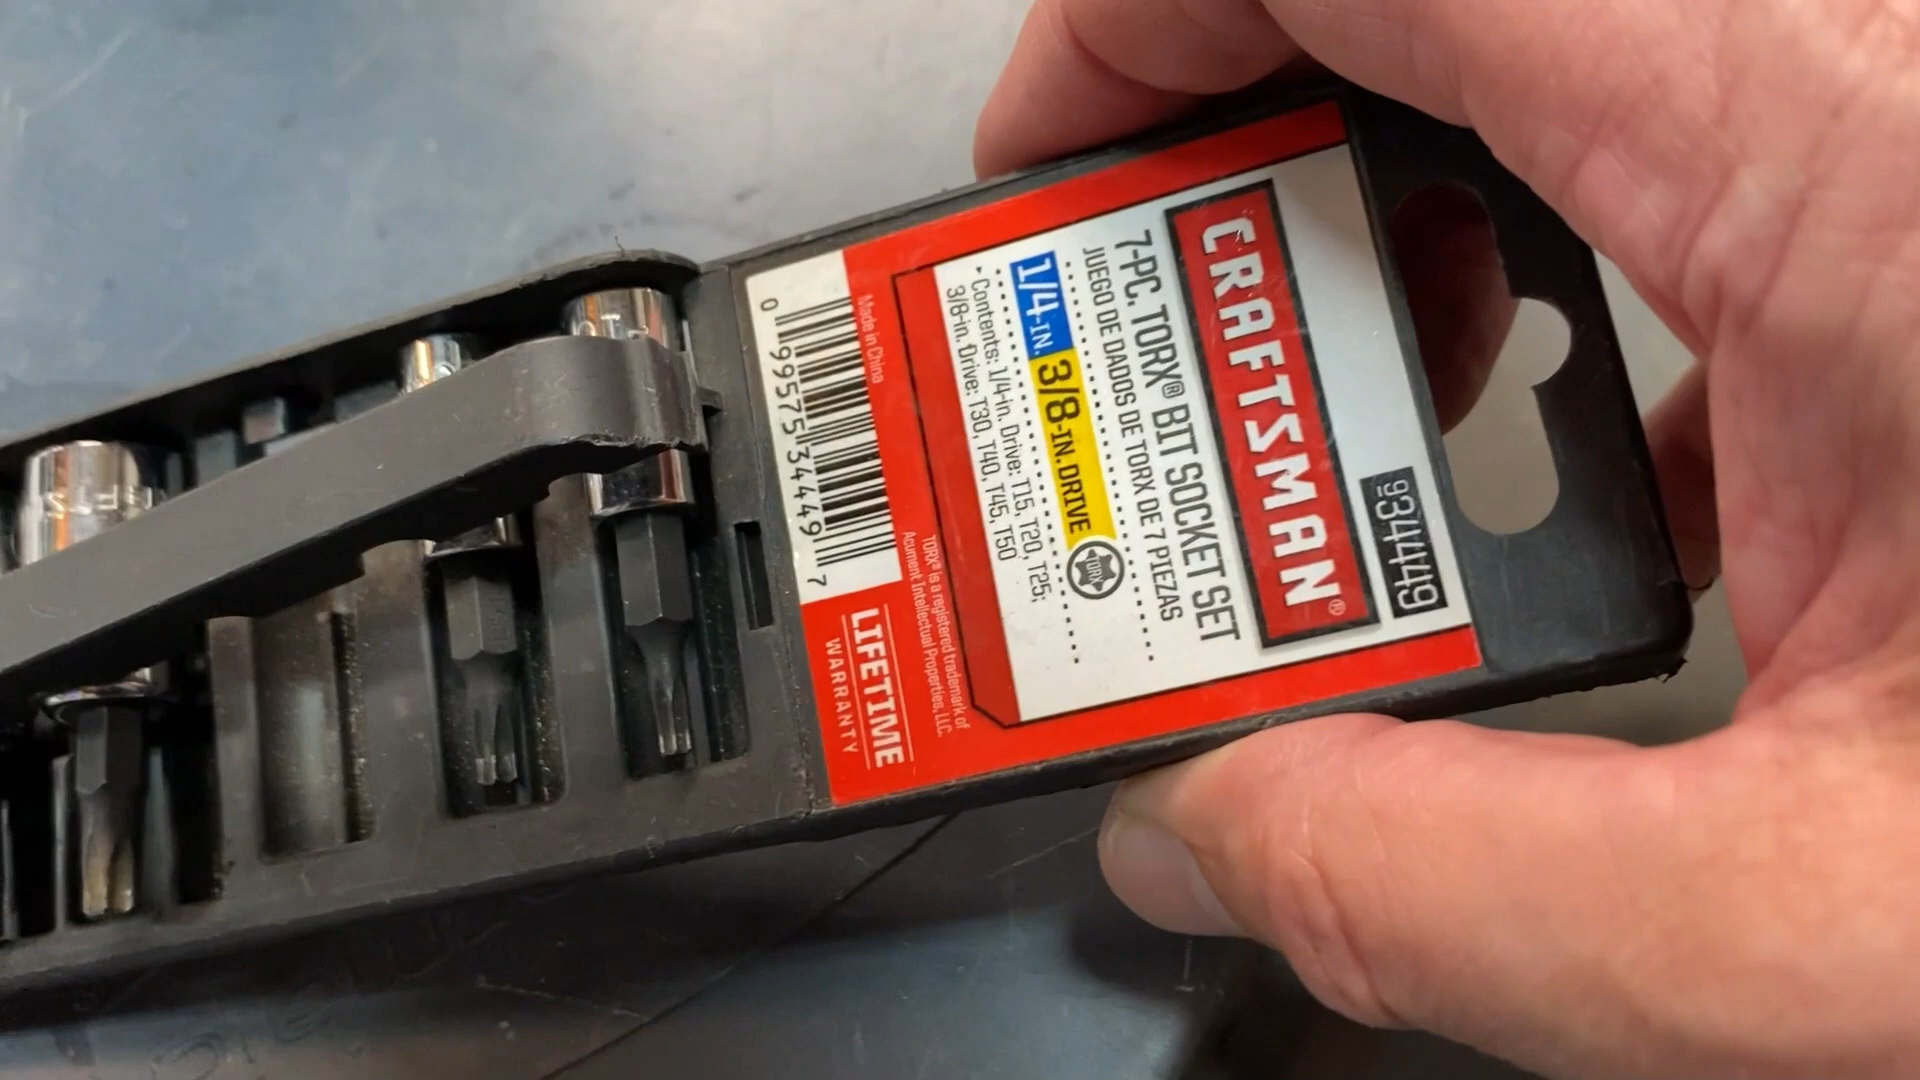 CRAFTSMAN®
934449
7-PC. TORX® BIT SOCKET SET
JUEGO DE DADOS DE TORX DE 7 PIEZAS
1/4-IN. 3/8-IN. DRIVE
TORX
•Contents: 1/4-in. Drive: T15, T20, T25;
3/8-in. Drive: T30, T40, T45, T50
Made in China
TORX® is a registered trademark of
Acument Intellectual Properties, LLC.
0 99575 34449 7
LIFETIME
WARRANTY